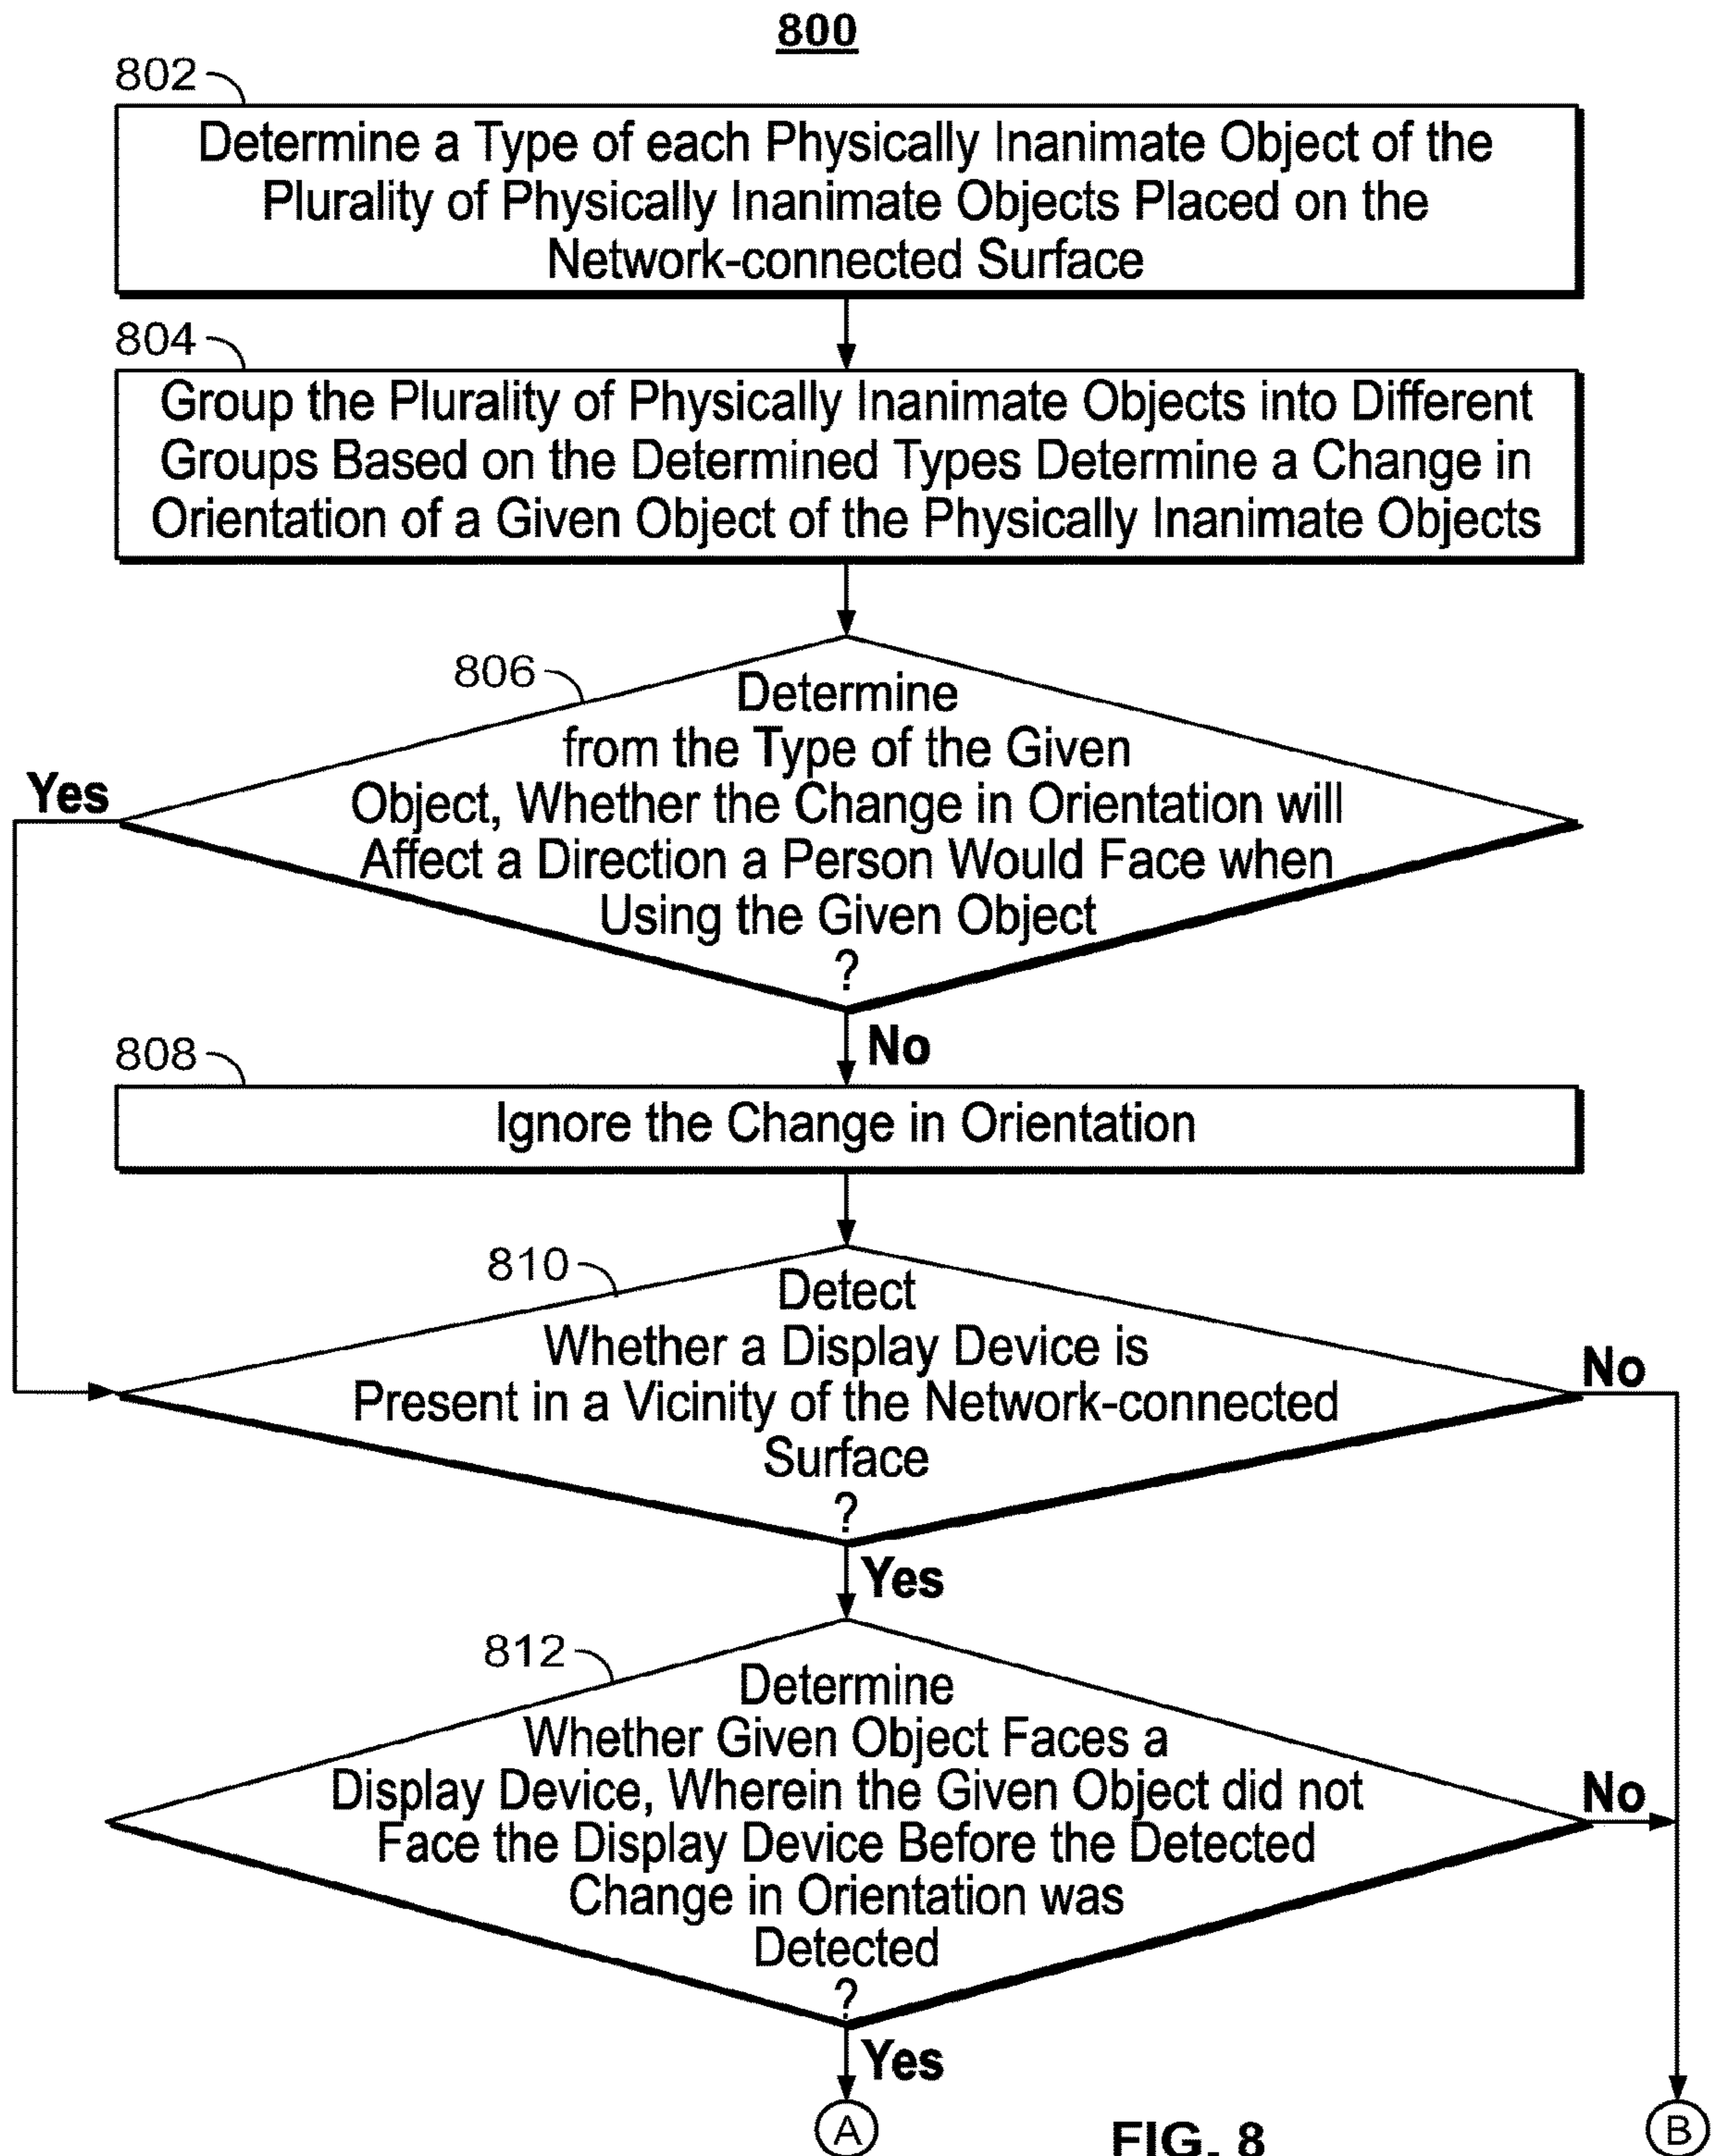 800
802
Determine a Type of each Physically Inanimate Object of the
Plurality of Physically Inanimate Objects Placed on the
Network-connected Surface
804
Group the Plurality of Physically Inanimate Objects into Different
Groups Based on the Determined Types Determine a Change in
Orientation of a Given Object of the Physically Inanimate Objects
806
Determine
from the Type of the Given
Object, Whether the Change in Orientation will
Affect a Direction a Person Would Face when
Using the Given Object
?
Yes
No
808
Ignore the Change in Orientation
810
Detect
Whether a Display Device is
Present in a Vicinity of the Network-connected
Surface
?
No
Yes
812
Determine
Whether Given Object Faces a
Display Device, Wherein the Given Object did not
Face the Display Device Before the Detected
Change in Orientation was
Detected
?
No
Yes
A
FIG. 8
B